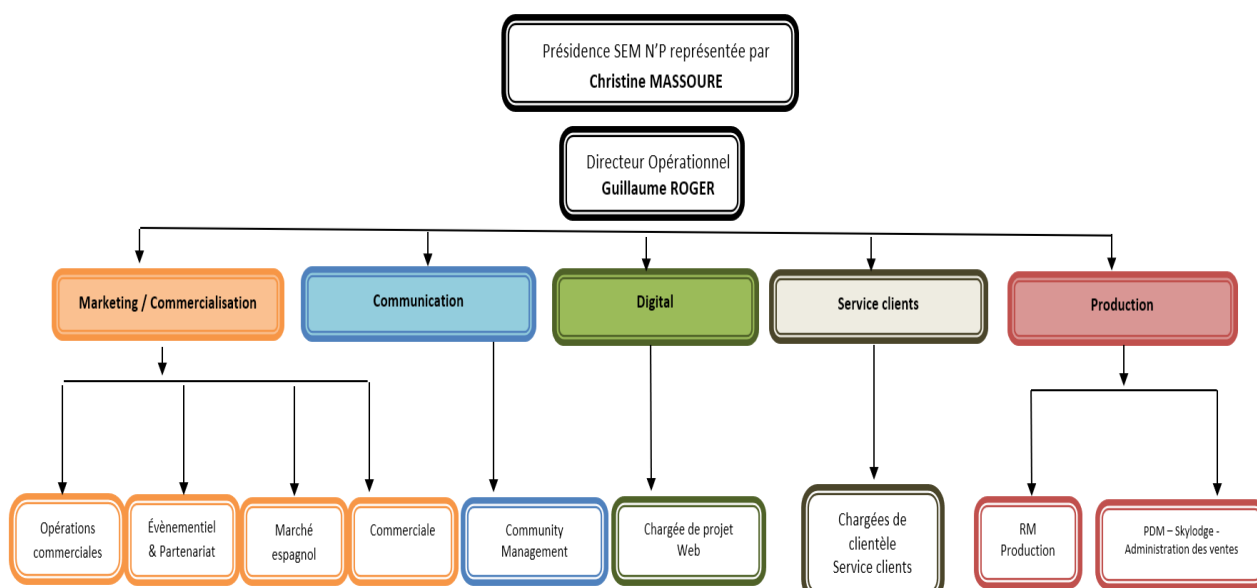 Présidence SEM N’P représentée par
Christine MASSOURE
Directeur Opérationnel
Guillaume ROGER
Marketing / Commercialisation
Communication
Digital
Service clients
Production
Opérations
commerciales
Évènementiel
& Partenariat
Marché
espagnol
Commerciale
Community
Management
Chargée de projet
Web
Chargées de
clientèle
Service clients
RM
Production
PDM – Skylodge -
Administration des ventes